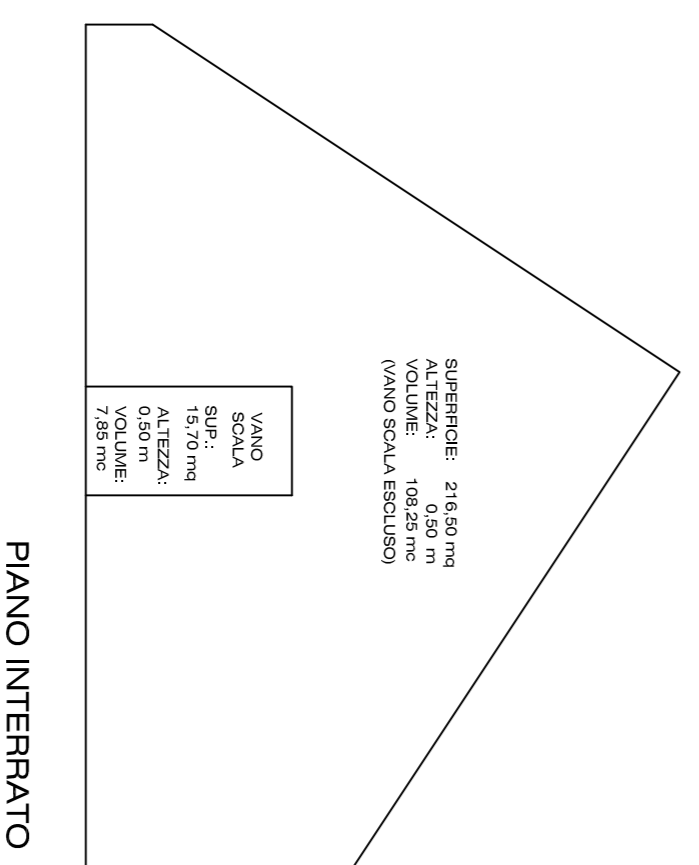 SUPERFICIE: 216,50 mq
ALTEZZA: 0,50 m
VOLUME: 108,25 mc
(VANO SCALA ESCLUSO)
VANO
SCALA
SUP.:
15,70 mq
ALTEZZA:
0,50 m
VOLUME:
7,85 mc
PIANO INTERRATO